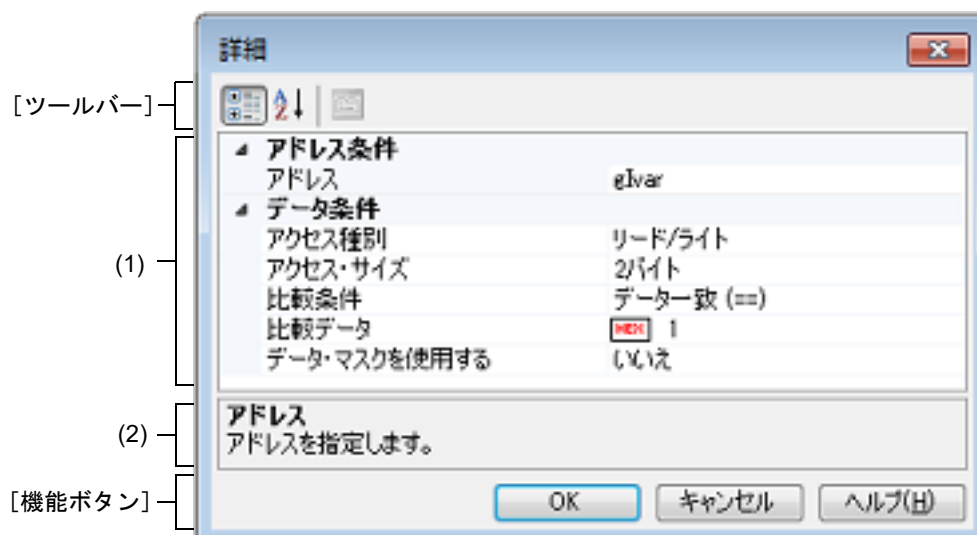 詳細
[ツールバー]
アドレス条件
アドレス gIvar
データ条件
アクセス種別 リード/ライト
アクセス・サイズ 2バイト
比較条件 データ一致 (==)
比較データ HEX 1
データ・マスクを使用する いいえ
(1)
アドレス
アドレスを指定します。
(2)
[機能ボタン]
OK キャンセル ヘルプ(H)